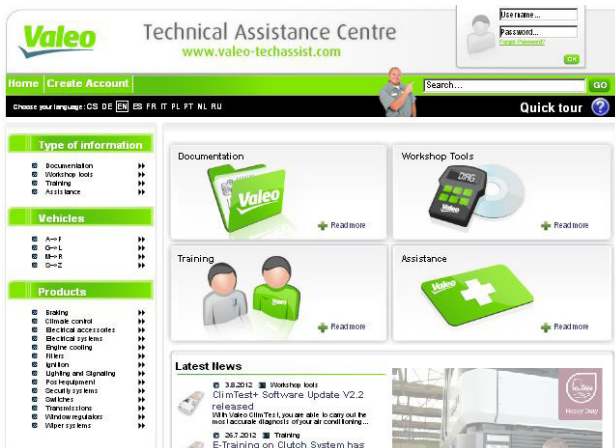 Valeo
Technical Assistance Centre
www.valeo-techassist.com
Username...
Password...
Forgot Password?
OK
Home Create Account
Search...
GO
Choose your language: CS DE EN ES FR IT PL PT NL RU
Quick tour ?
Type of information
Documentation
Workshop tools
Training
Assistance
Vehicles
A->F
G->L
M->R
S->Z
Products
Braking
Climate control
Electrical accessories
Electrical systems
Engine cooling
Filters
Ignition
Lighting and Signaling
Post equipment
Security systems
Switches
Transmissions
Window regulators
Wiper systems
Documentation
Valeo
Read more
Workshop Tools
DIAG
Valeo
Read more
Training
Read more
Assistance
Valeo
Read more
Latest News
3.8.2012 Workshop tools
ClimTest+ Software Update V2.2
released
With Valeo ClimTest, you are able to carry out the
most accurate diagnosis of your air conditioning...
26.7.2012 Training
E-Training on Clutch System has
Heavy Duty